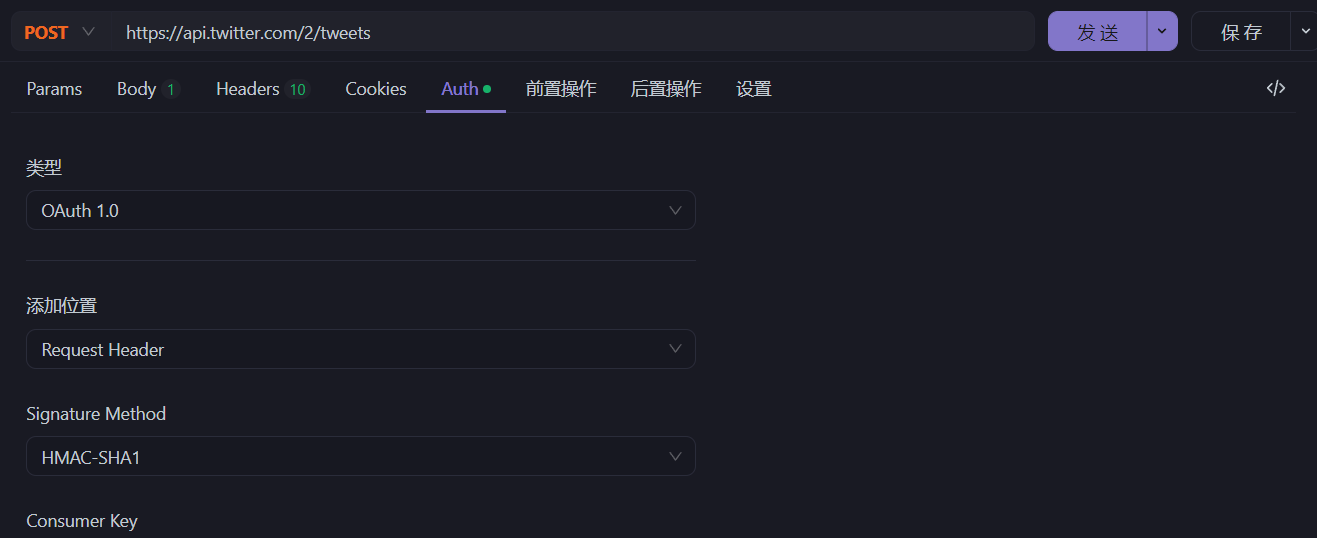 POST https://api.twitter.com/2/tweets 发送 保存
Params Body 1 Headers 10 Cookies Auth 前置操作 后置操作 设置 </>
类型
OAuth 1.0
添加位置
Request Header
Signature Method
HMAC-SHA1
Consumer Key